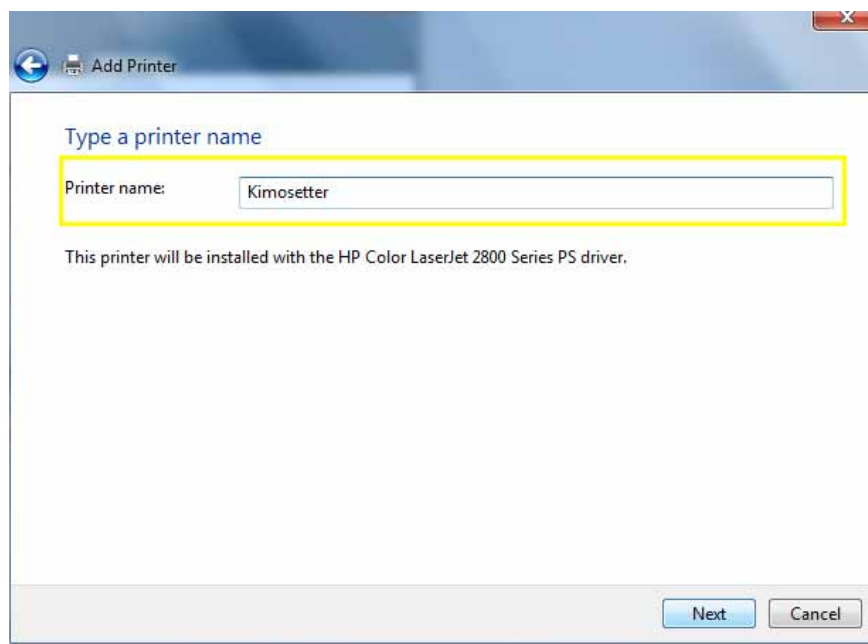 Add Printer
Type a printer name
Printer name:
Kimosetter
This printer will be installed with the HP Color LaserJet 2800 Series PS driver.
Next
Cancel